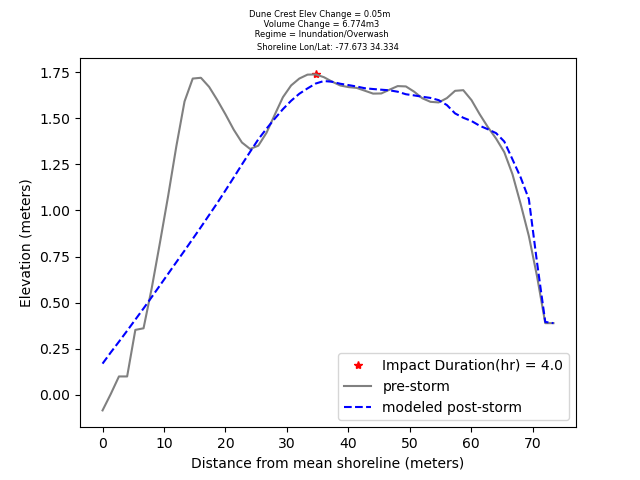 Dune Crest Elev Change = 0.05m
Volume Change = 6.774m3
Regime = Inundation/Overwash
Shoreline Lon/Lat: -77.673 34.334
1.75
1.50
1.25
1.00
0.75
0.50
0.25
0.00
Elevation (meters)
Impact Duration(hr) = 4.0
pre-storm
modeled post-storm
0 10 20 30 40 50 60 70
Distance from mean shoreline (meters)